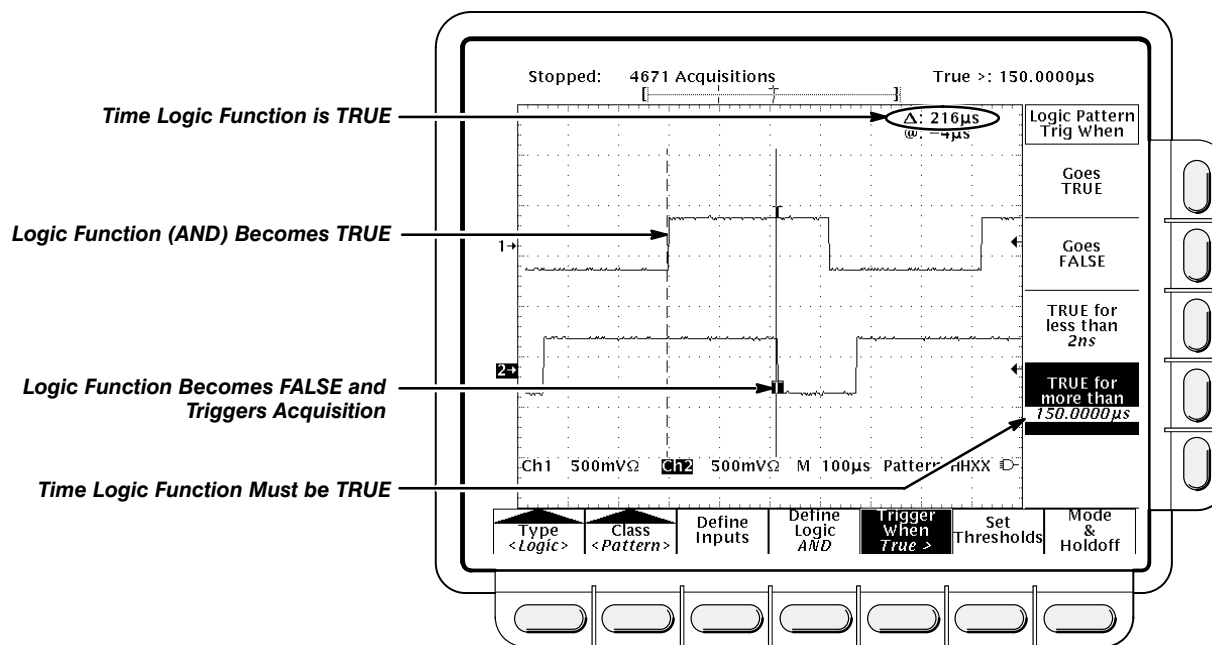 Stopped: 4671 Acquisitions True >: 150.0000µs
[ ]
Time Logic Function is TRUE
Δ: 216µs
@: −4µs
Logic Pattern
Trig When
Goes
TRUE
Logic Function (AND) Becomes TRUE
1→
Goes
FALSE
TRUE for
less than
2ns
2→
Logic Function Becomes FALSE and
Triggers Acquisition
TRUE for
more than
150.0000µs
Ch1 500mVΩ Ch2 500mVΩ M 100µs Pattern HHXX
Time Logic Function Must be TRUE
Type
<Logic>
Class
<Pattern>
Define
Inputs
Define
Logic
AND
Trigger
When
True >
Set
Thresholds
Mode
&
Holdoff